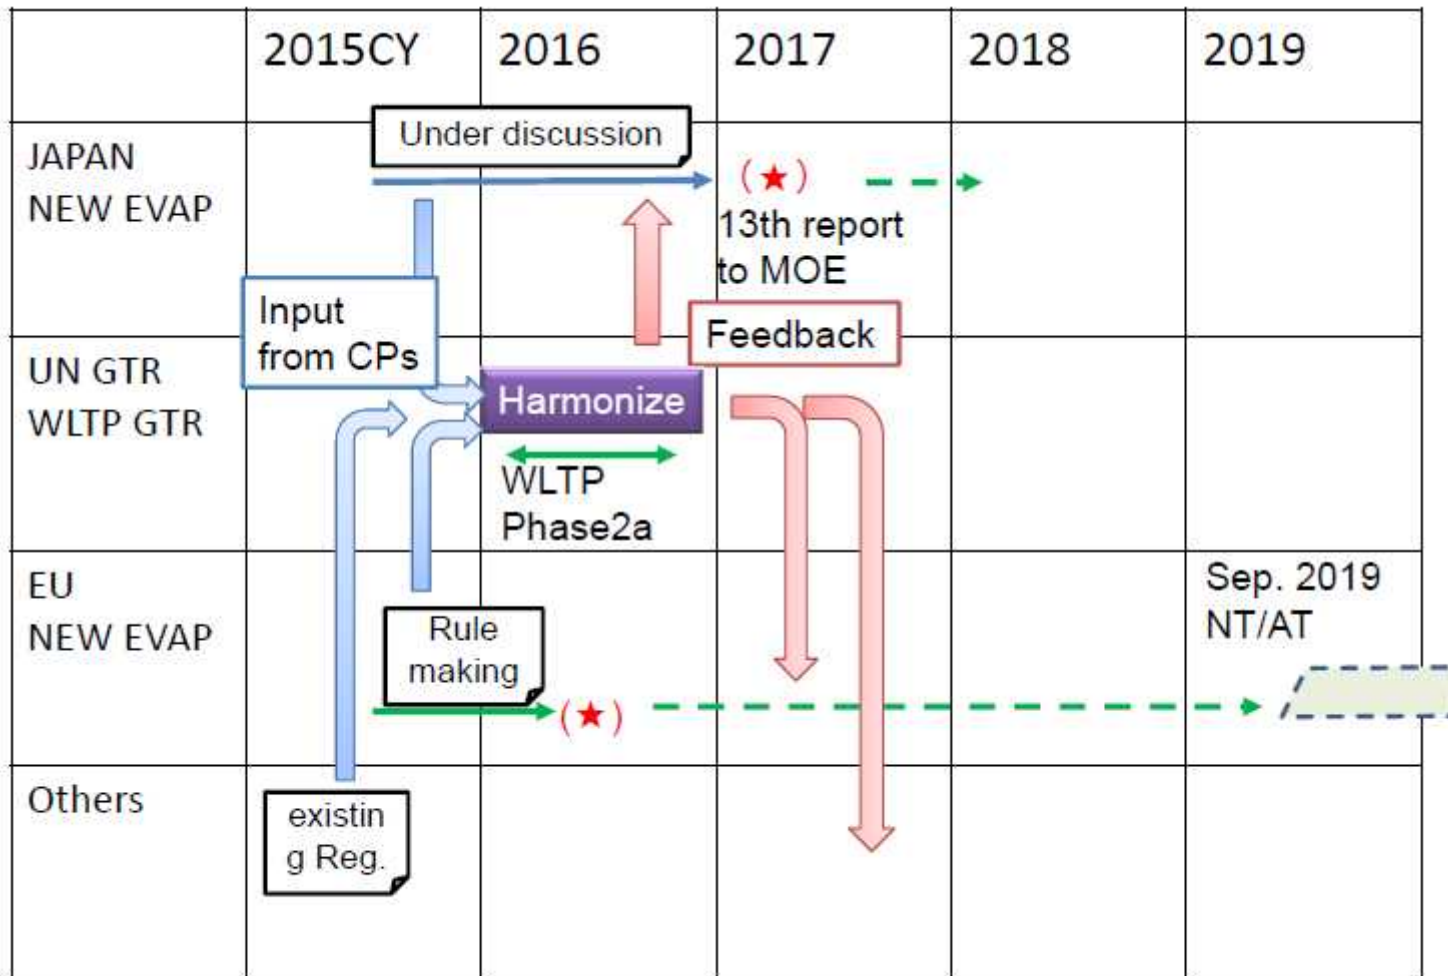 2015CY 2016 2017 2018 2019
JAPAN
NEW EVAP
Under discussion
(★)
13th report
to MOE
Input
from CPs
Feedback
UN GTR
WLTP GTR
Harmonize
WLTP
Phase2a
EU
NEW EVAP
Rule
making
(★)
Sep. 2019
NT/AT
Others
existin
g Reg.